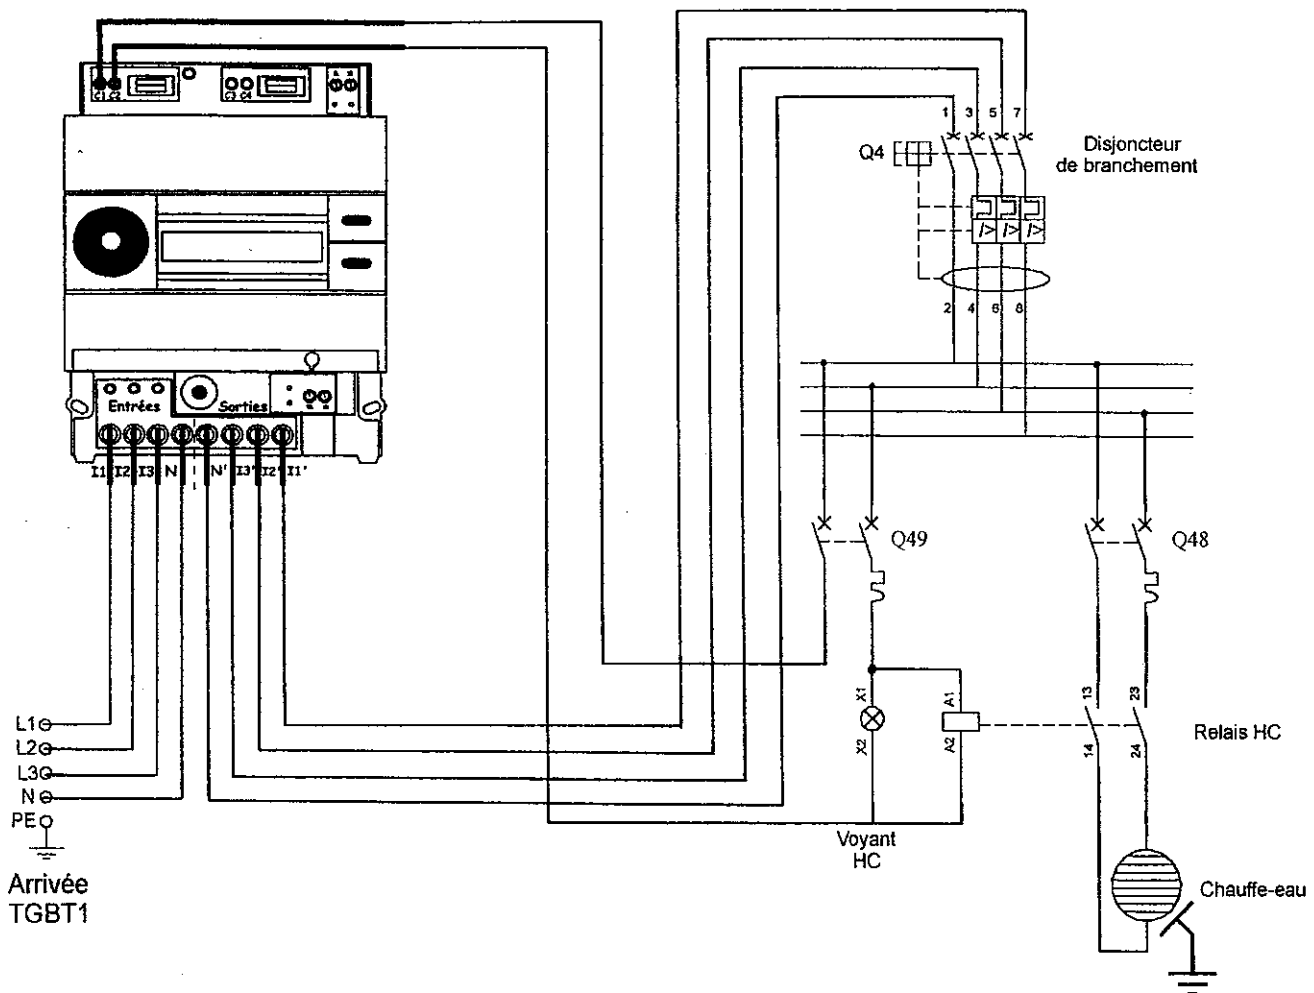 C1 C2
C3 C4
1 3 5 7
Q4
Disjoncteur
de branchement
I> I> I>
2 4 6 8
Entrées
Sorties
I1 I2 I3 N N' I3' I2' I1'
Q49
Q48
X1
A1
13
23
L1
L2
L3
N
PE
X2
A2
14
24
Relais HC
Voyant
HC
Arrivée
TGBT1
Chauffe-eau